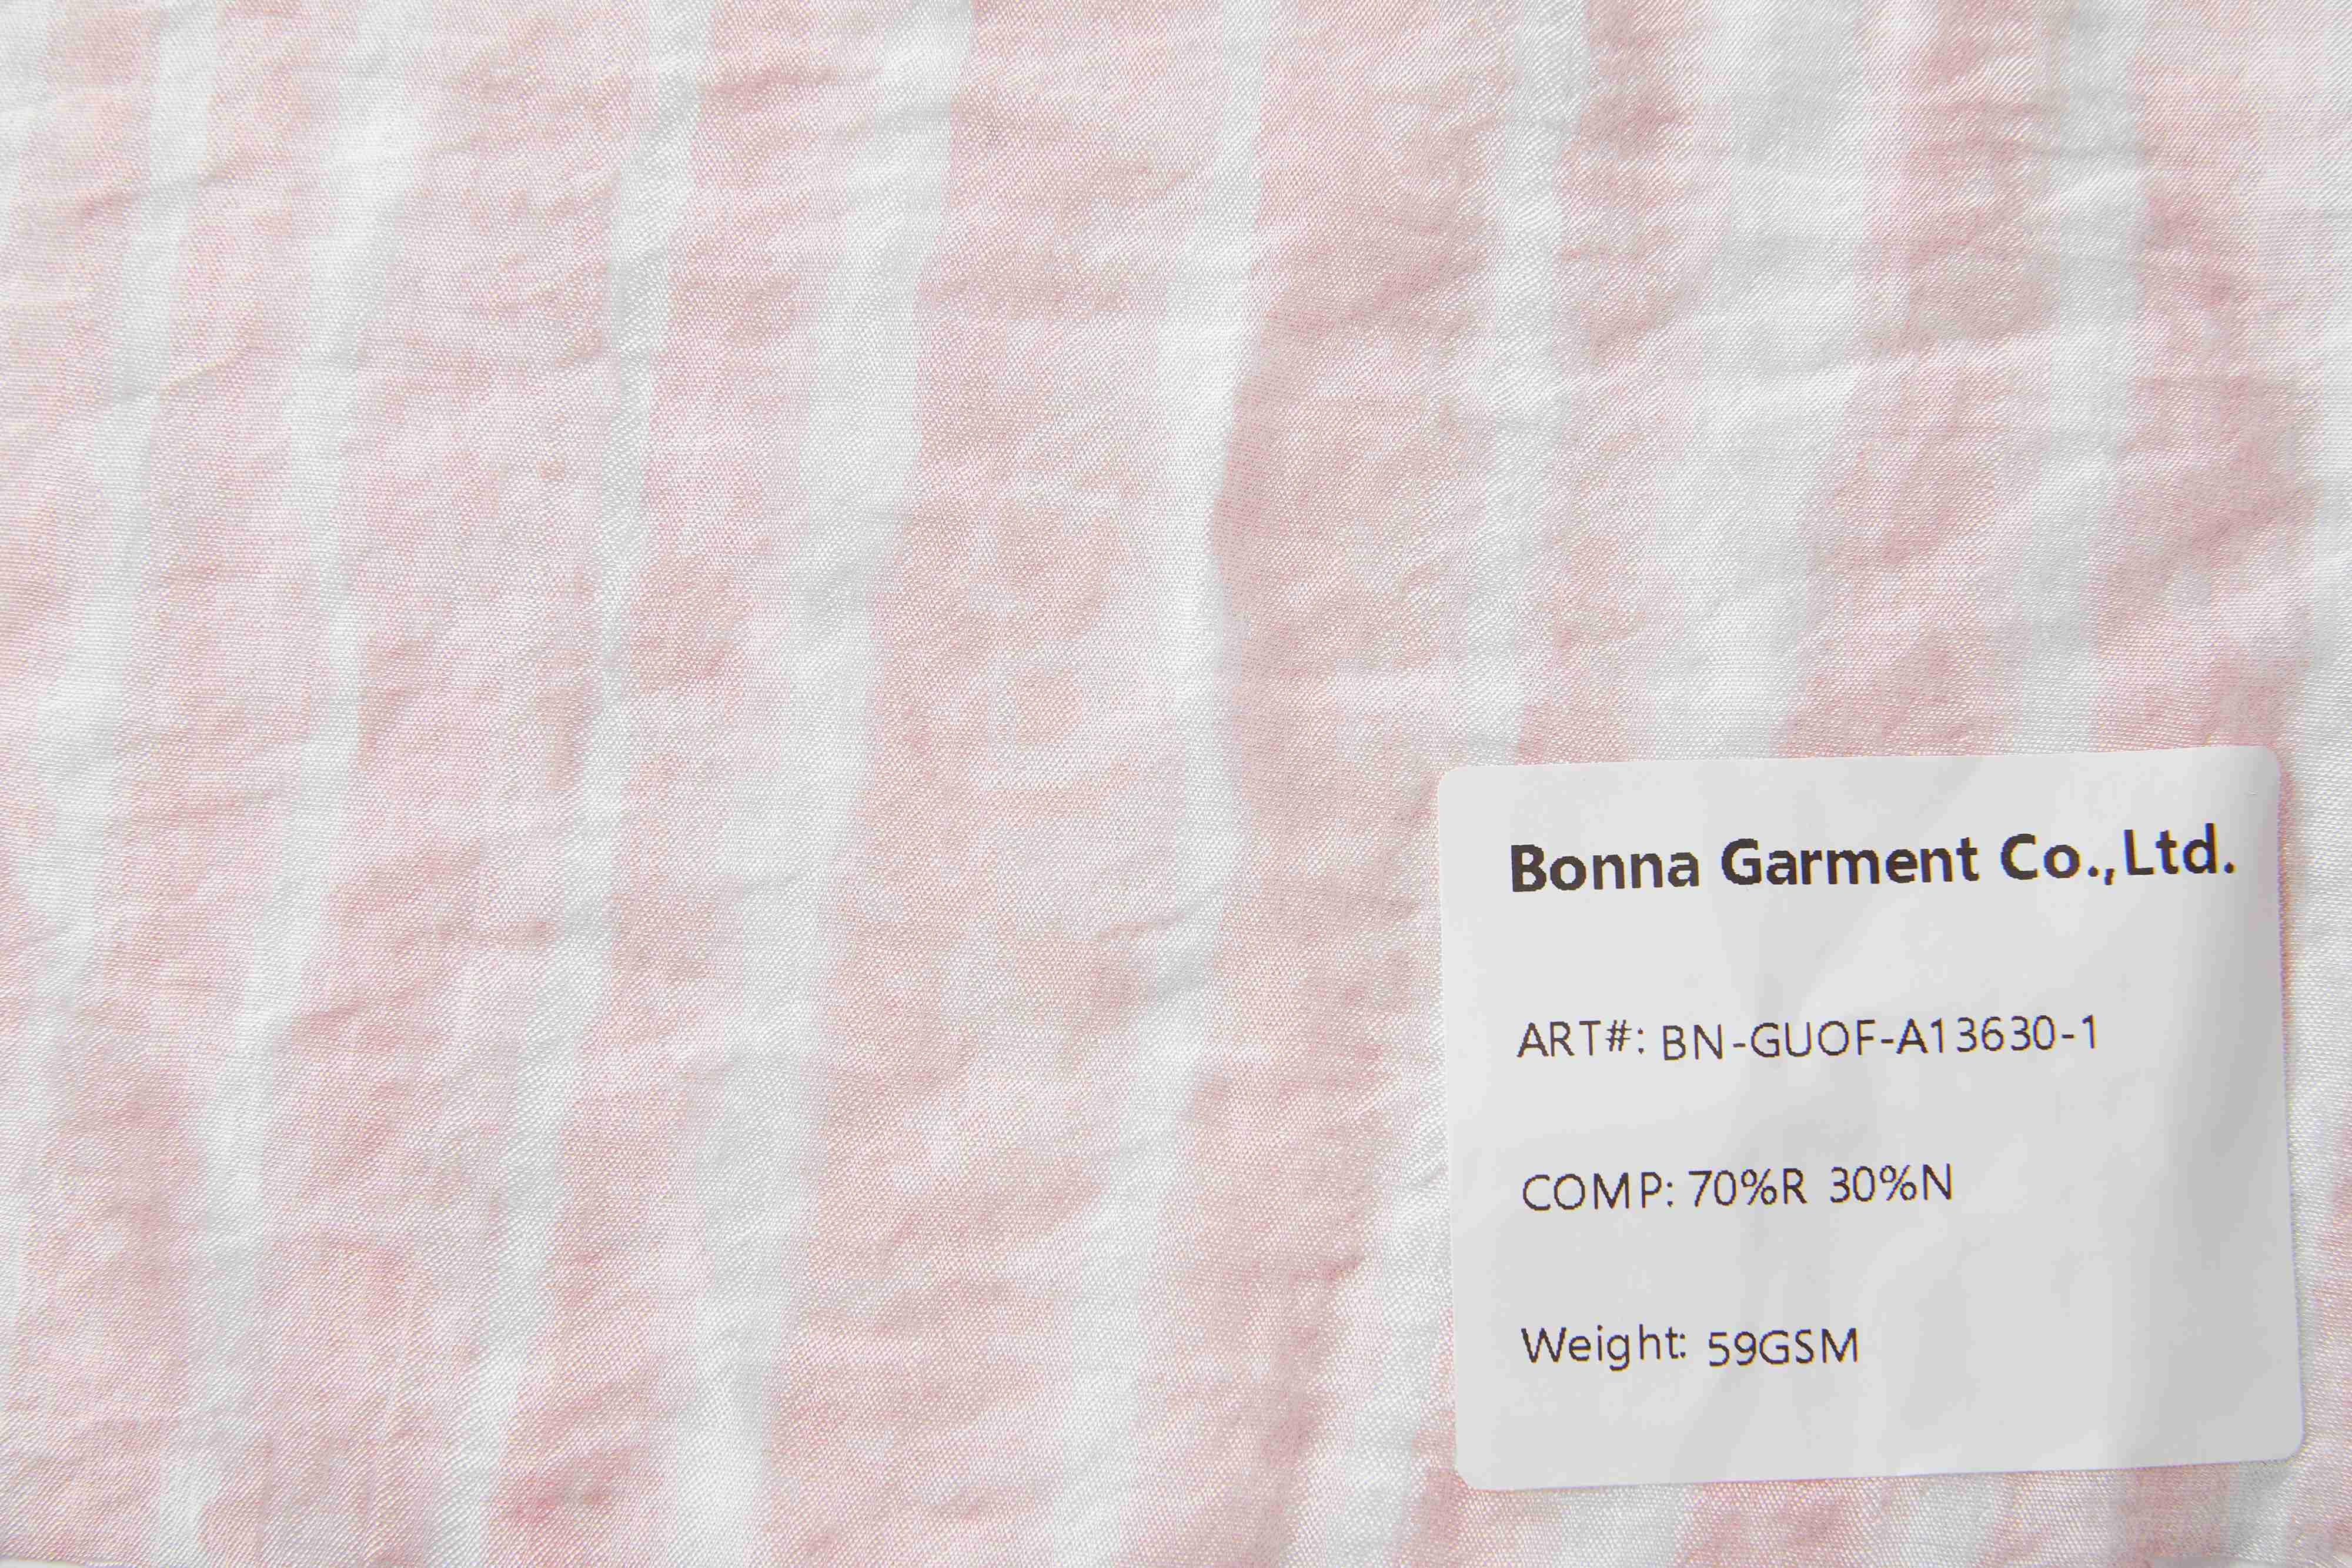 Bonna Garment Co.,Ltd.
ART#: BN-GUOF-A13630-1
COMP: 70%R 30%N
Weight: 59GSM